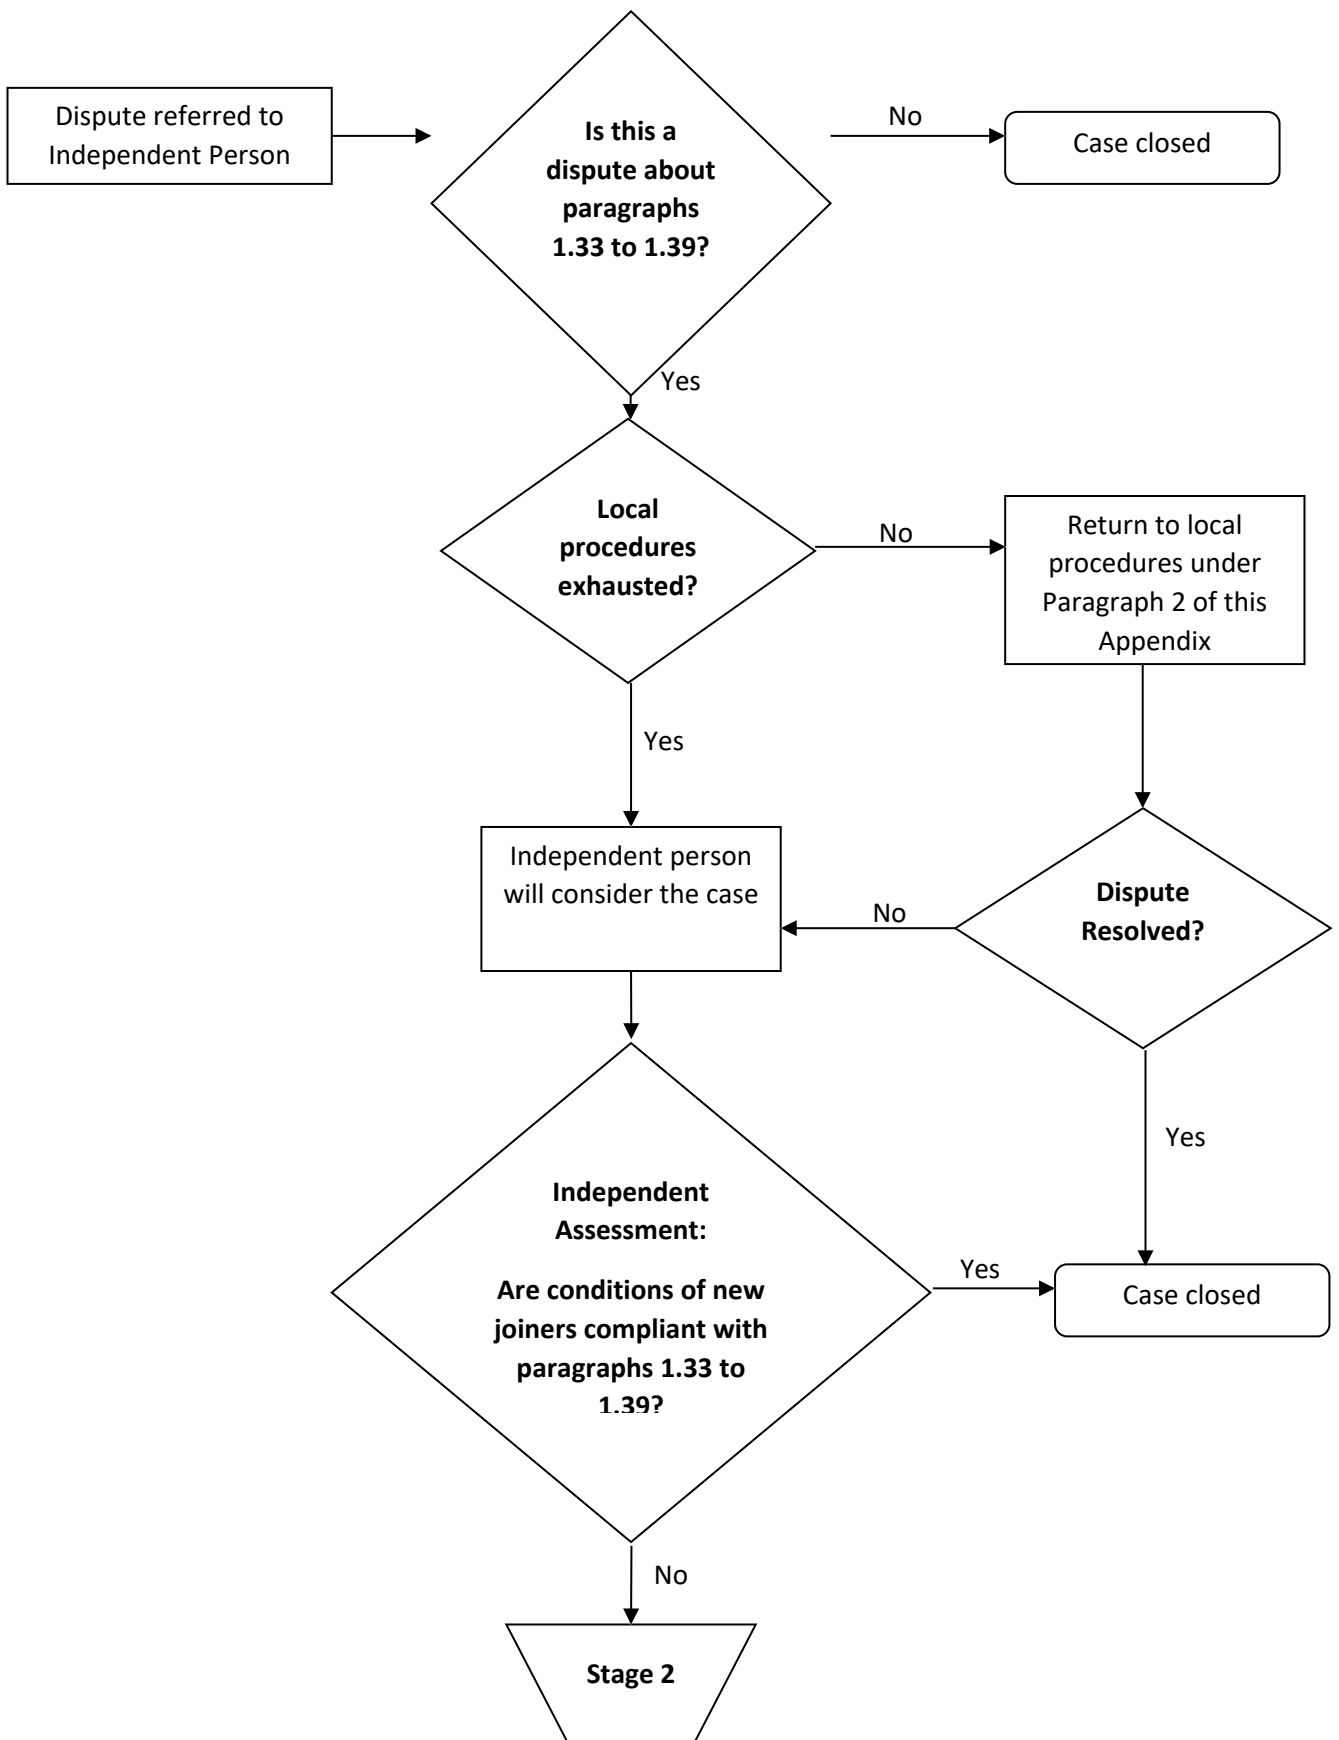 Dispute referred to
Independent Person
Is this a
dispute about
paragraphs
1.33 to 1.39?
No
Case closed
Yes
Local
procedures
exhausted?
No
Return to local
procedures under
Paragraph 2 of this
Appendix
Yes
Independent person
will consider the case
No
Dispute
Resolved?
Yes
Independent
Assessment:
Are conditions of new
joiners compliant with
paragraphs 1.33 to
1.39?
Yes
Case closed
No
Stage 2